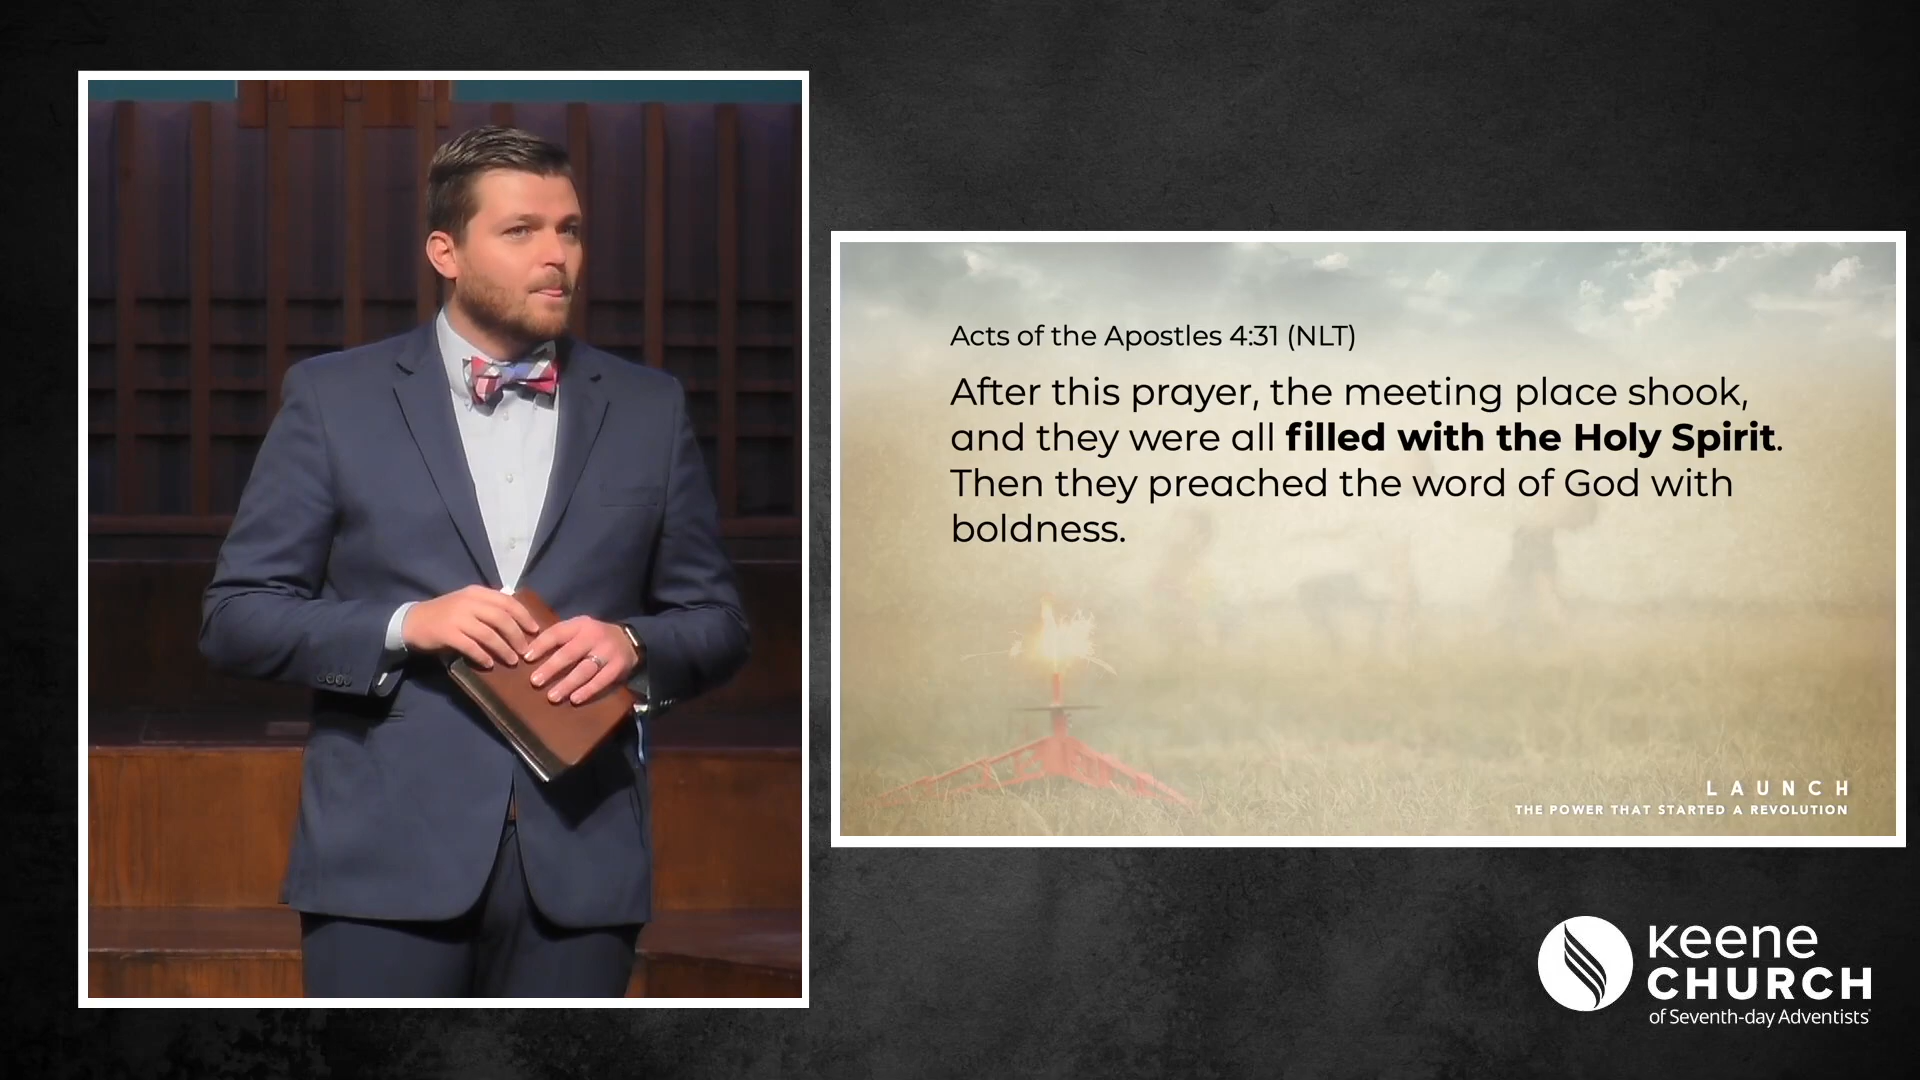 Acts of the Apostles 4:31 (NLT)
After this prayer, the meeting place shook,
and they were all filled with the Holy Spirit.
Then they preached the word of God with
boldness.
LAUNCH
THE POWER THAT STARTED A REVOLUTION
Keene
CHURCH
of Seventh-day Adventists